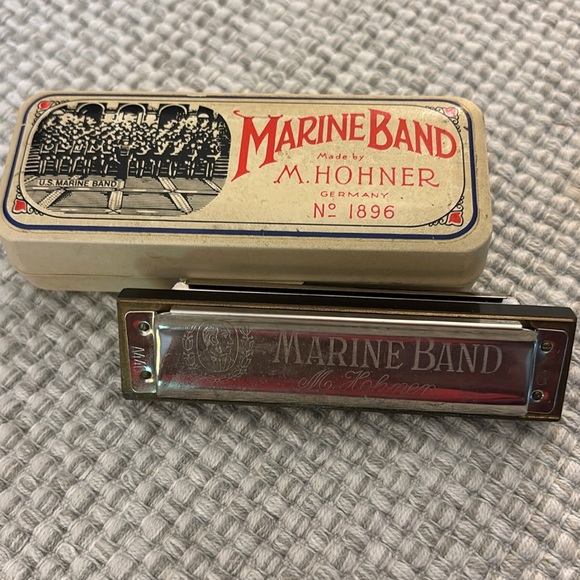 MARINE BAND
Made by
M. HOHNER
GERMANY
Nº 1896
U.S. MARINE BAND
MARINE BAND
M. Hohner